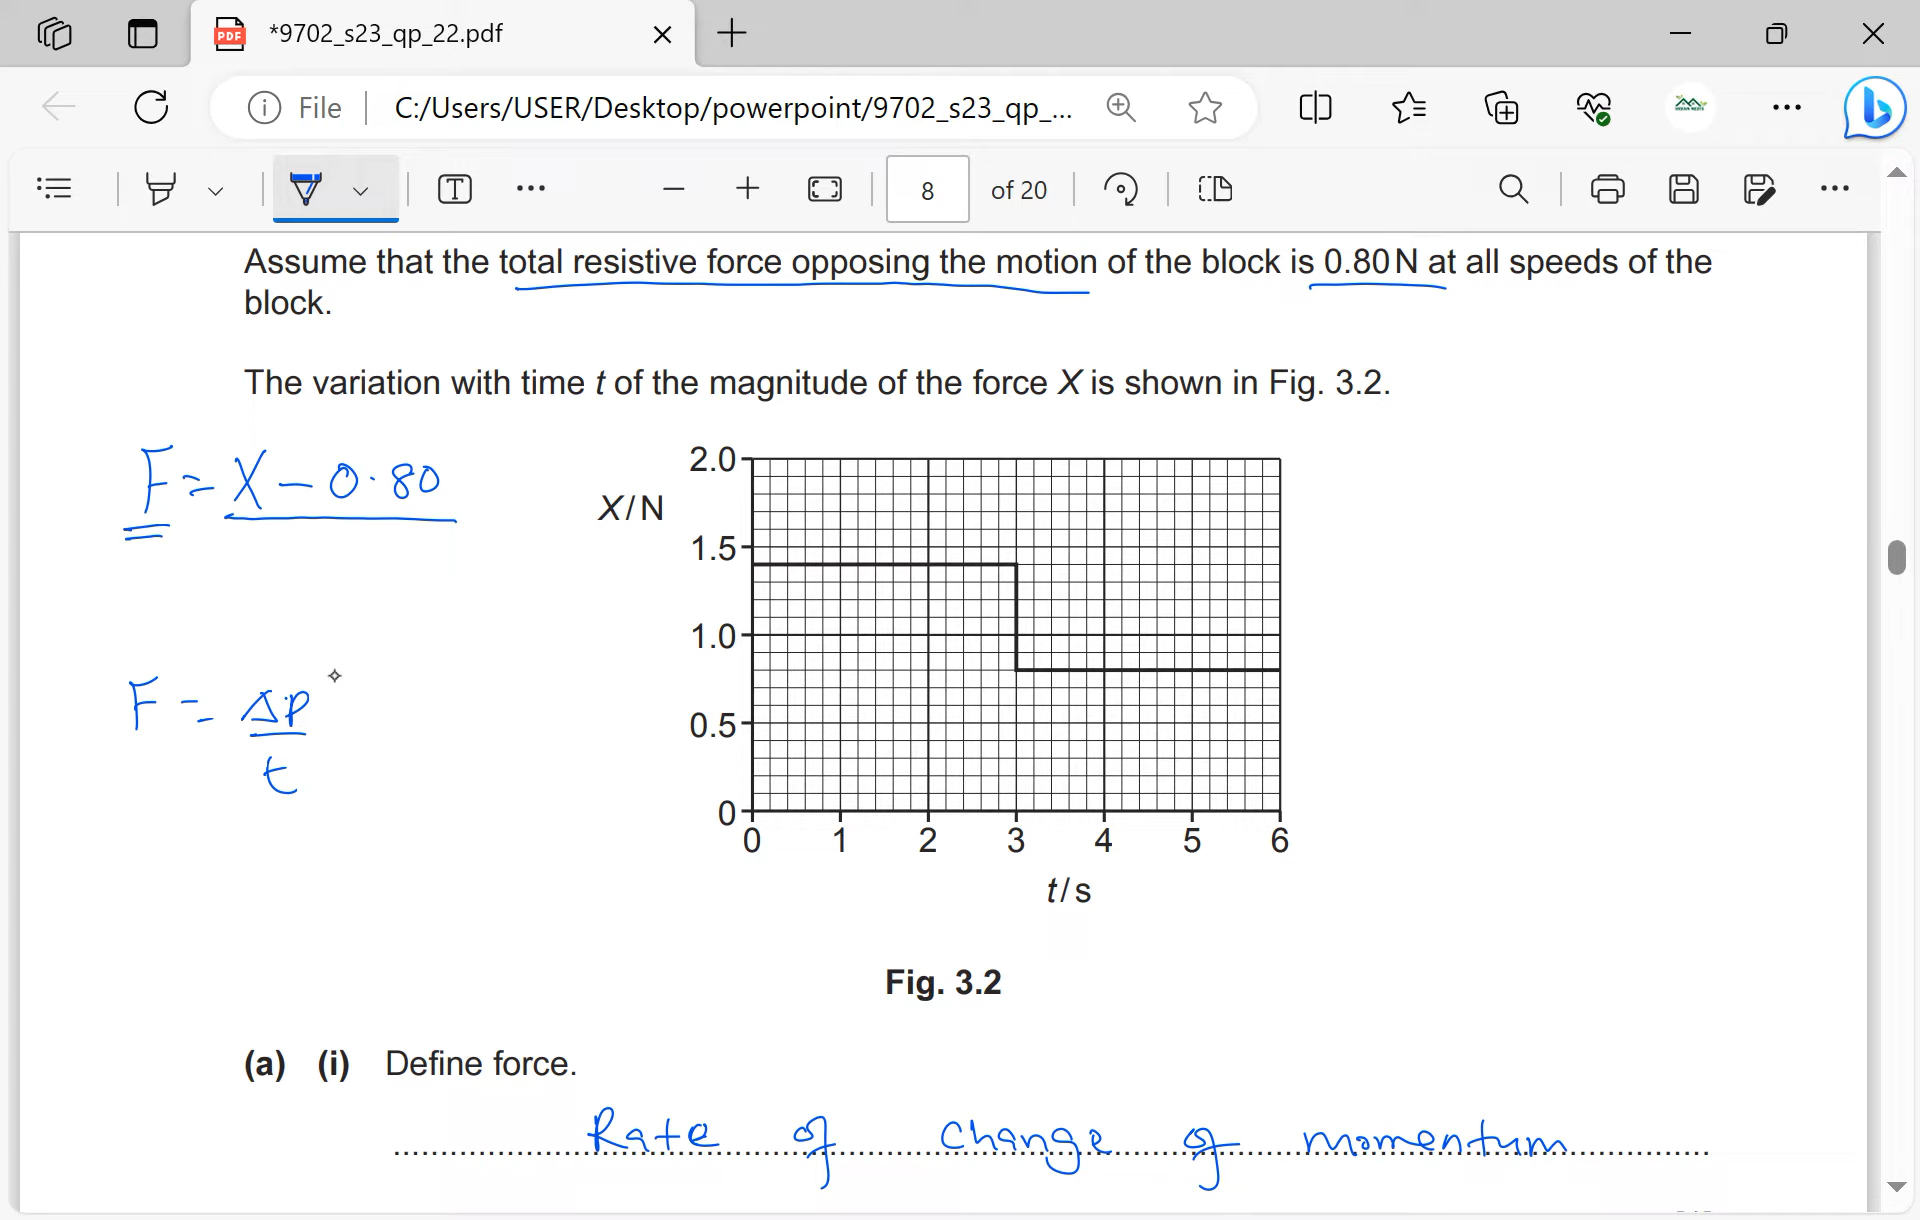 *9702_s23_qp_22.pdf
File C:/Users/USER/Desktop/powerpoint/9702_s23_qp_...
8 of 20
Assume that the total resistive force opposing the motion of the block is 0.80 N at all speeds of the
block.
The variation with time t of the magnitude of the force X is shown in Fig. 3.2.
F = X - 0.80
F = Δp
t
2.0
X/N
1.5
1.0
0.5
0
0 1 2 3 4 5 6
t/s
Fig. 3.2
(a) (i) Define force.
Rate of change of momentum